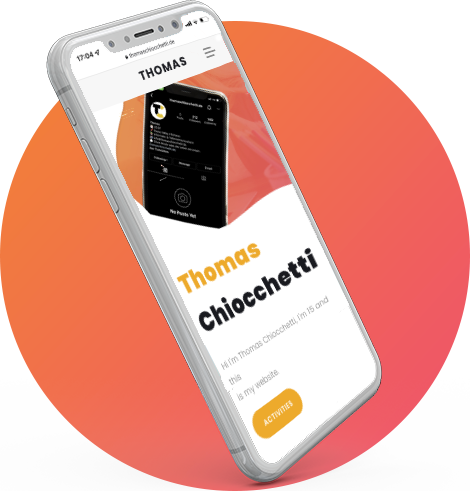 17:04
thomaschiocchetti.de
THOMAS
No Posts Yet
Thomas
Chiocchetti
Hi I'm Thomas Chiocchetti, I'm 15 and
this
is my website.
ACTIVITIES